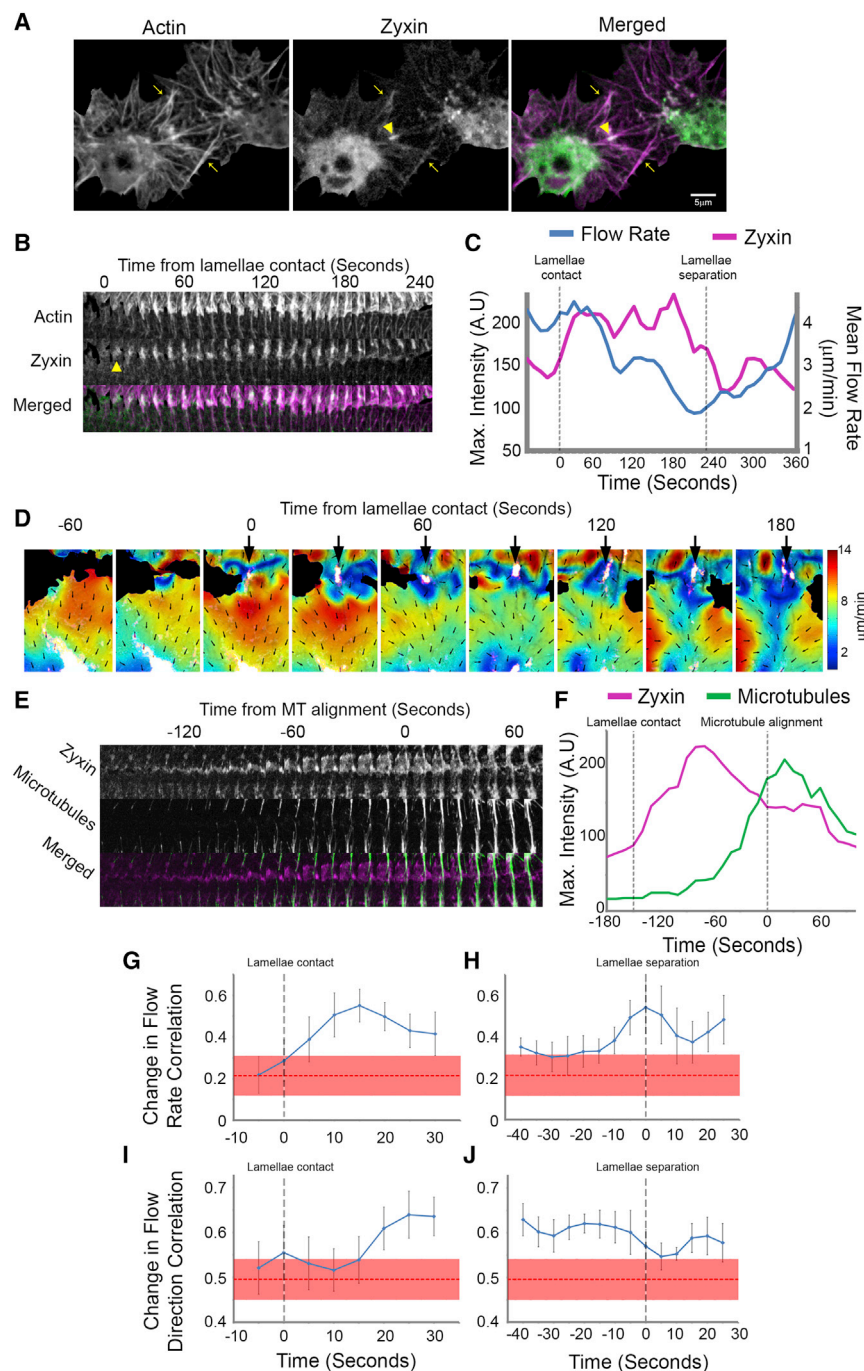 A
Actin Zyxin Merged
5μm
B
Time from lamellae contact (Seconds)
0 60 120 180 240
Actin
Zyxin
Merged
C
Flow Rate Zyxin
Lamellae contact
Lamellae separation
Max. Intensity (A.U)
200
150
100
50
Mean Flow Rate (μm/min)
4
3
2
1
0 60 120 180 240 300 360
Time (Seconds)
D
Time from lamellae contact (Seconds)
-60 0 60 120 180
14
8
2
E
Time from MT alignment (Seconds)
-120 -60 0 60
Zyxin
Microtubules
Merged
F
Zyxin Microtubules
Lamellae contact
Microtubule alignment
Max. Intensity (A.U)
200
100
0
-180 -120 -60 0 60
Time (Seconds)
G
Lamellae contact
Change in Flow Rate Correlation
0.6
0.4
0.2
0
-10 0 10 20 30
H
Lamellae separation
0.6
0.4
0.2
0
-40 -30 -20 -10 0 10 20 30
I
Lamellae contact
Change in Flow Direction Correlation
0.7
0.6
0.5
0.4
-10 0 10 20 30
Time (Seconds)
J
Lamellae separation
0.7
0.6
0.5
0.4
-40 -30 -20 -10 0 10 20 30
Time (Seconds)